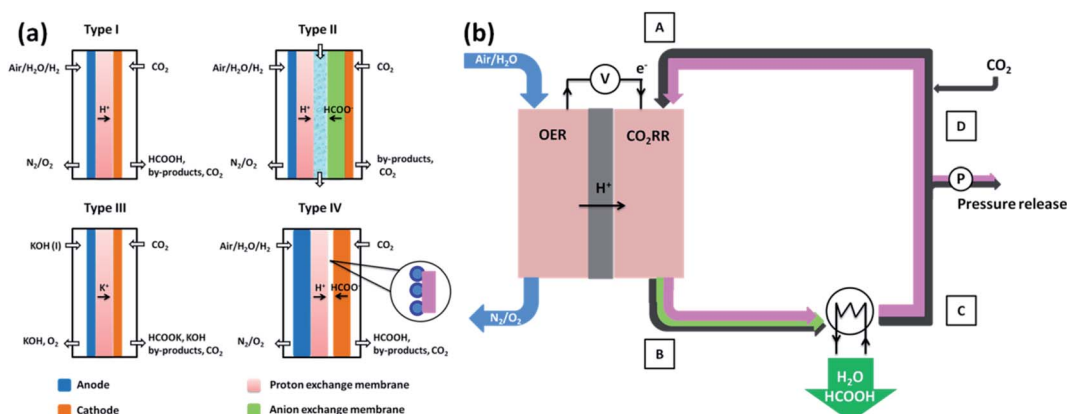 (a)
Type I
Air/H₂O/H₂
CO₂
H⁺
N₂/O₂
HCOOH,
by-products, CO₂
Type II
Air/H₂O/H₂
CO₂
H⁺
HCOO⁻
N₂/O₂
by-products,
CO₂
Type III
KOH (l)
CO₂
K⁺
KOH, O₂
HCOOK, KOH
by-products, CO₂
Type IV
Air/H₂O/H₂
CO₂
H⁺
HCOO⁻
N₂/O₂
HCOOH,
by-products, CO₂
Anode
Cathode
Proton exchange membrane
Anion exchange membrane
(b)
Air/H₂O
V
e⁻
OER
CO₂RR
H⁺
N₂/O₂
A
B
C
D
CO₂
P
Pressure release
H₂O
HCOOH